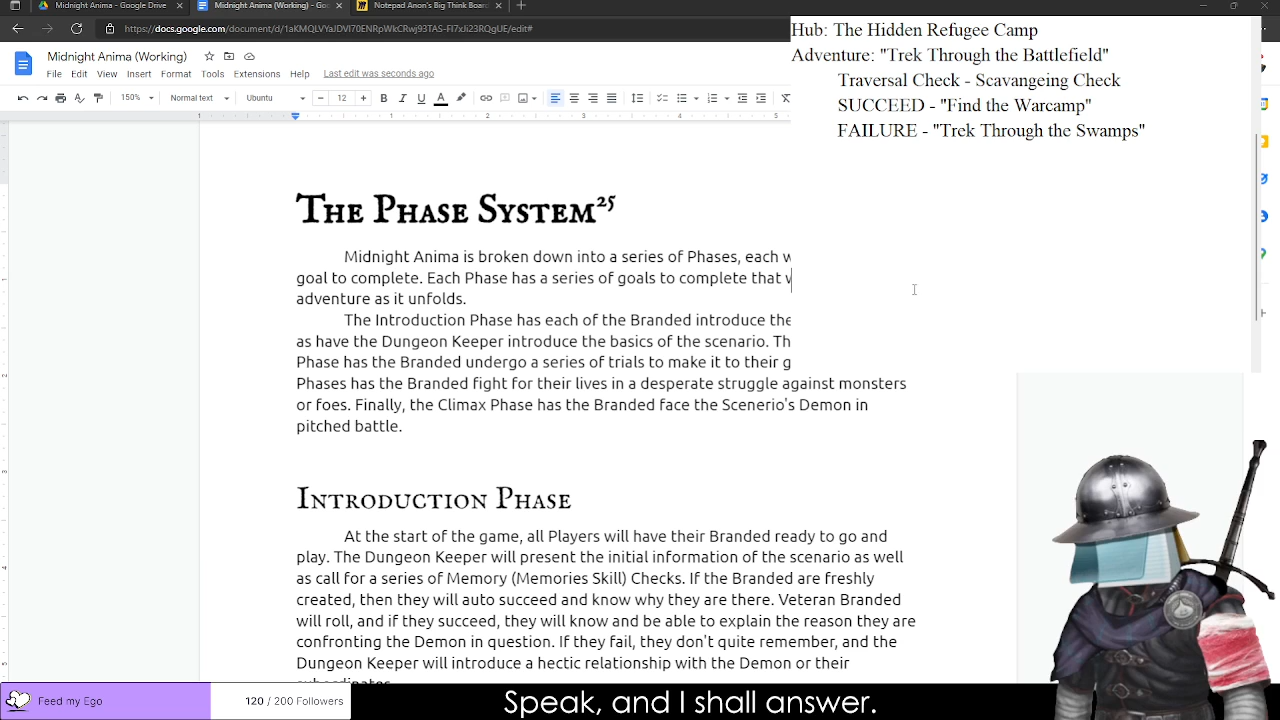 Midnight Anima - Google Drive
Midnight Anima (Working) - Go
Notepad Anon's Big Think Board
https://docs.google.com/document/d/1aKMQLVYaJDVl70ENRpWkCRwj93TAS-Fl7xJi23RQgUE/edit#
Midnight Anima (Working)
File Edit View Insert Format Tools Extensions Help Last edit was seconds ago
150% Normal text Ubuntu 12
Hub: The Hidden Refugee Camp
Adventure: "Trek Through the Battlefield"
Traversal Check - Scavangeing Check
SUCCEED - "Find the Warcamp"
FAILURE - "Trek Through the Swamps"
The Phase System25
Midnight Anima is broken down into a series of Phases, each w
goal to complete. Each Phase has a series of goals to complete that w
adventure as it unfolds.
The Introduction Phase has each of the Branded introduce the
as have the Dungeon Keeper introduce the basics of the scenario. Th
Phase has the Branded undergo a series of trials to make it to their g
Phases has the Branded fight for their lives in a desperate struggle against monsters
or foes. Finally, the Climax Phase has the Branded face the Scenerio's Demon in
pitched battle.
Introduction Phase
At the start of the game, all Players will have their Branded ready to go and
play. The Dungeon Keeper will present the initial information of the scenario as well
as call for a series of Memory (Memories Skill) Checks. If the Branded are freshly
created, then they will auto succeed and know why they are there. Veteran Branded
will roll, and if they succeed, they will know and be able to explain the reason they are
confronting the Demon in question. If they fail, they don't quite remember, and the
Dungeon Keeper will introduce a hectic relationship with the Demon or their
subordinates.
Feed my Ego
120 / 200 Followers
Speak, and I shall answer.